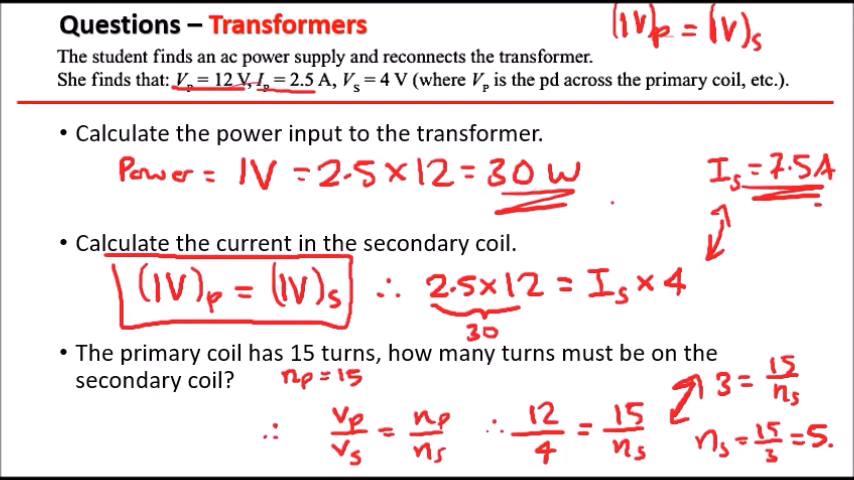 Questions – Transformers
(IV)p = (IV)s
The student finds an ac power supply and reconnects the transformer.
She finds that: Vp = 12 V, Ip = 2.5 A, Vs = 4 V (where Vp is the pd across the primary coil, etc.).
• Calculate the power input to the transformer.
Power = IV = 2.5 × 12 = 30 W
Is = 7.5A
• Calculate the current in the secondary coil.
(IV)p = (IV)s ∴ 2.5 × 12 = Is × 4
30
• The primary coil has 15 turns, how many turns must be on the
secondary coil?
np = 15
∴ Vp/Vs = np/ns ∴ 12/4 = 15/ns
3 = 15/ns
ns = 15/3 = 5.